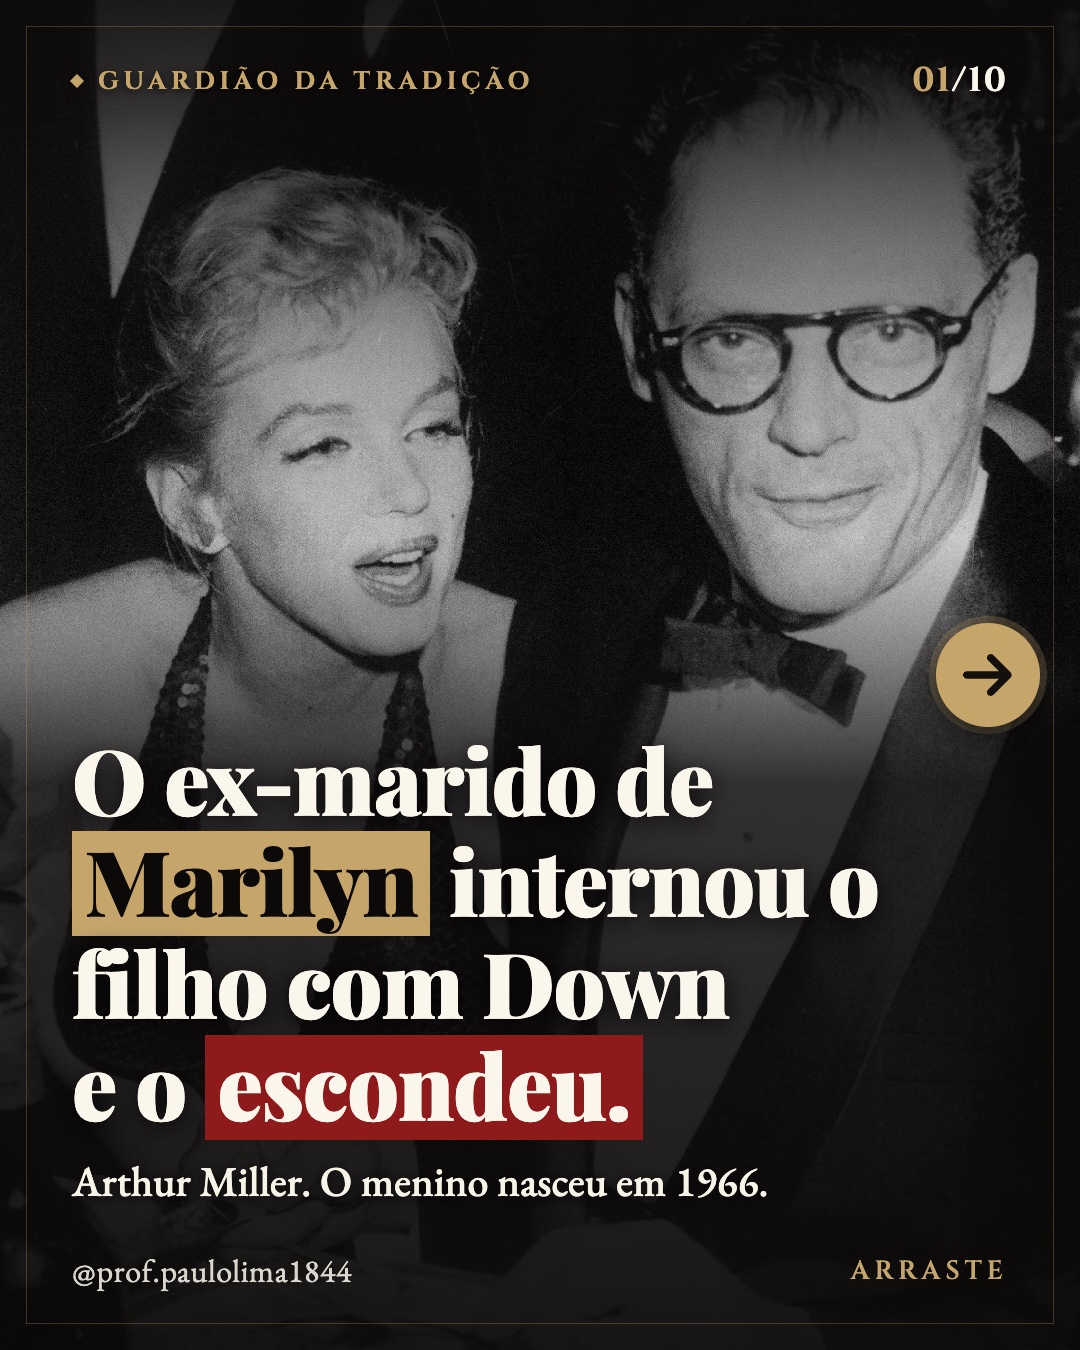 ◆ GUARDIÃO DA TRADIÇÃO
01/10
O ex-marido de
Marilyn internou o
filho com Down
e o escondeu.
Arthur Miller. O menino nasceu em 1966.
@prof.paulolima1844
ARRASTE